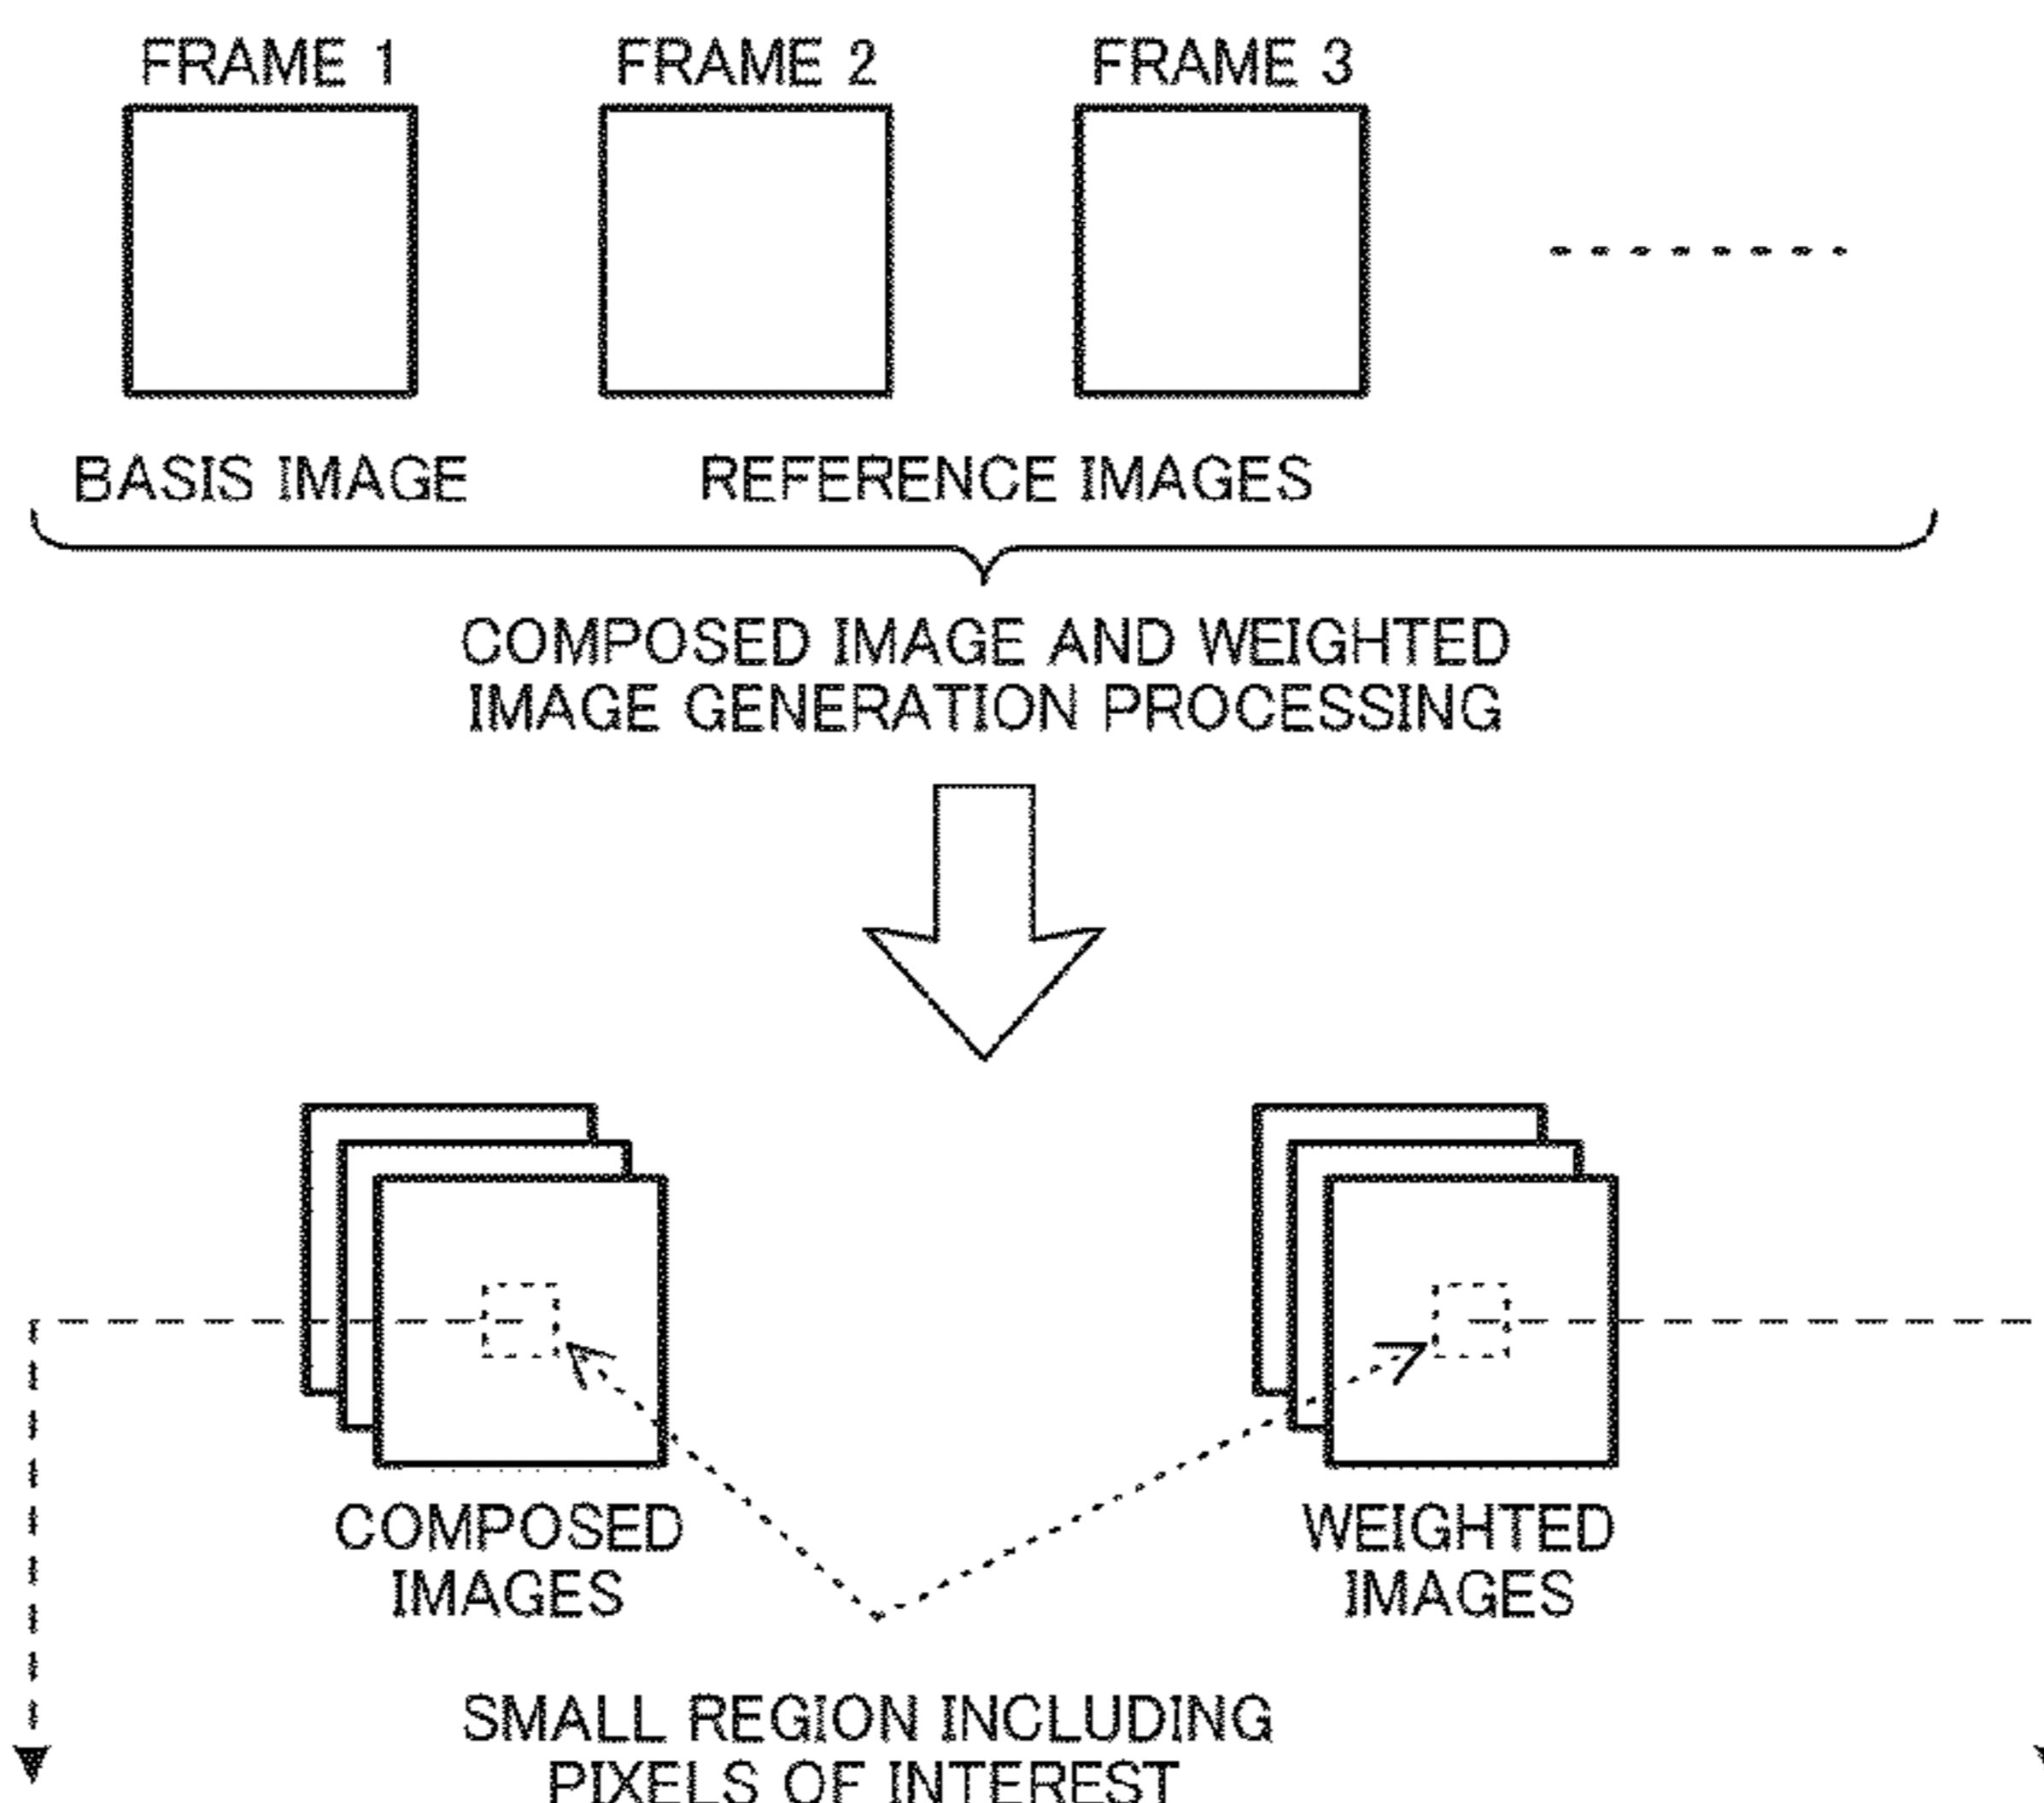 FRAME 1 FRAME 2 FRAME 3
BASIS IMAGE REFERENCE IMAGES
COMPOSED IMAGE AND WEIGHTED
IMAGE GENERATION PROCESSING
COMPOSED
IMAGES
WEIGHTED
IMAGES
SMALL REGION INCLUDING
PIXELS OF INTEREST